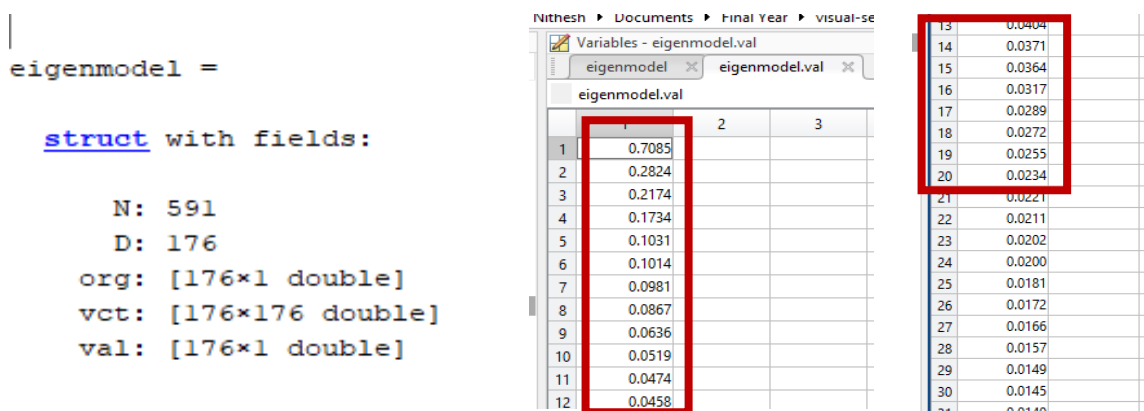 eigenmodel =
struct with fields:
N: 591
D: 176
org: [176×1 double]
vct: [176×176 double]
val: [176×1 double]
Nithesh ▸ Documents ▸ Final Year ▸ visual-se
Variables - eigenmodel.val
eigenmodel eigenmodel.val
eigenmodel.val
1 2 3
1 0.7085
2 0.2824
3 0.2174
4 0.1734
5 0.1031
6 0.1014
7 0.0981
8 0.0867
9 0.0636
10 0.0519
11 0.0474
12 0.0458
13 0.0404
14 0.0371
15 0.0364
16 0.0317
17 0.0289
18 0.0272
19 0.0255
20 0.0234
21 0.0221
22 0.0211
23 0.0202
24 0.0200
25 0.0181
26 0.0172
27 0.0166
28 0.0157
29 0.0149
30 0.0145